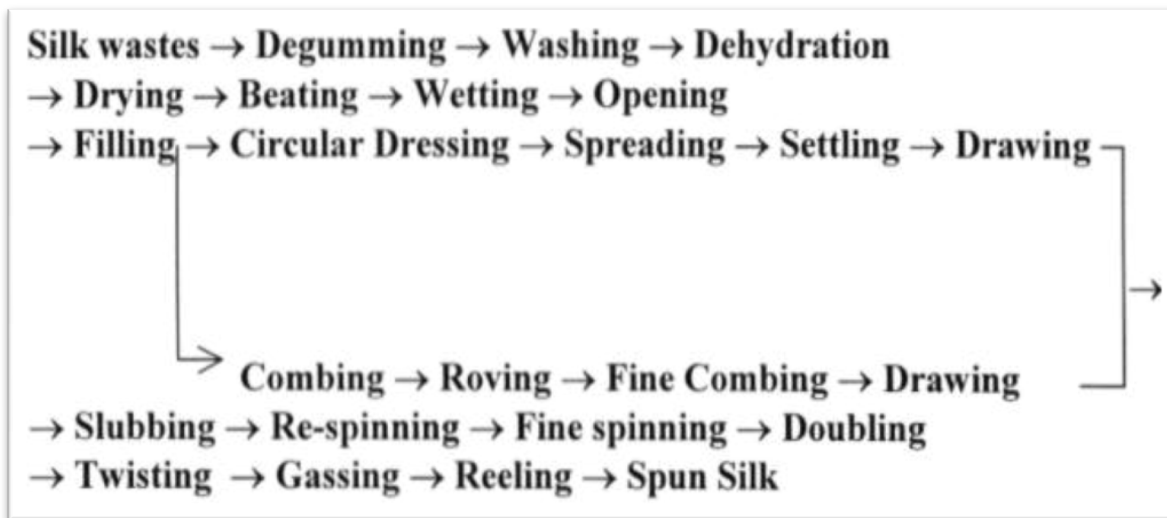 Silk wastes → Degumming → Washing → Dehydration
→ Drying → Beating → Wetting → Opening
→ Filling → Circular Dressing → Spreading → Settling → Drawing
→
Combing → Roving → Fine Combing → Drawing
→ Slubbing → Re-spinning → Fine spinning → Doubling
→ Twisting → Gassing → Reeling → Spun Silk